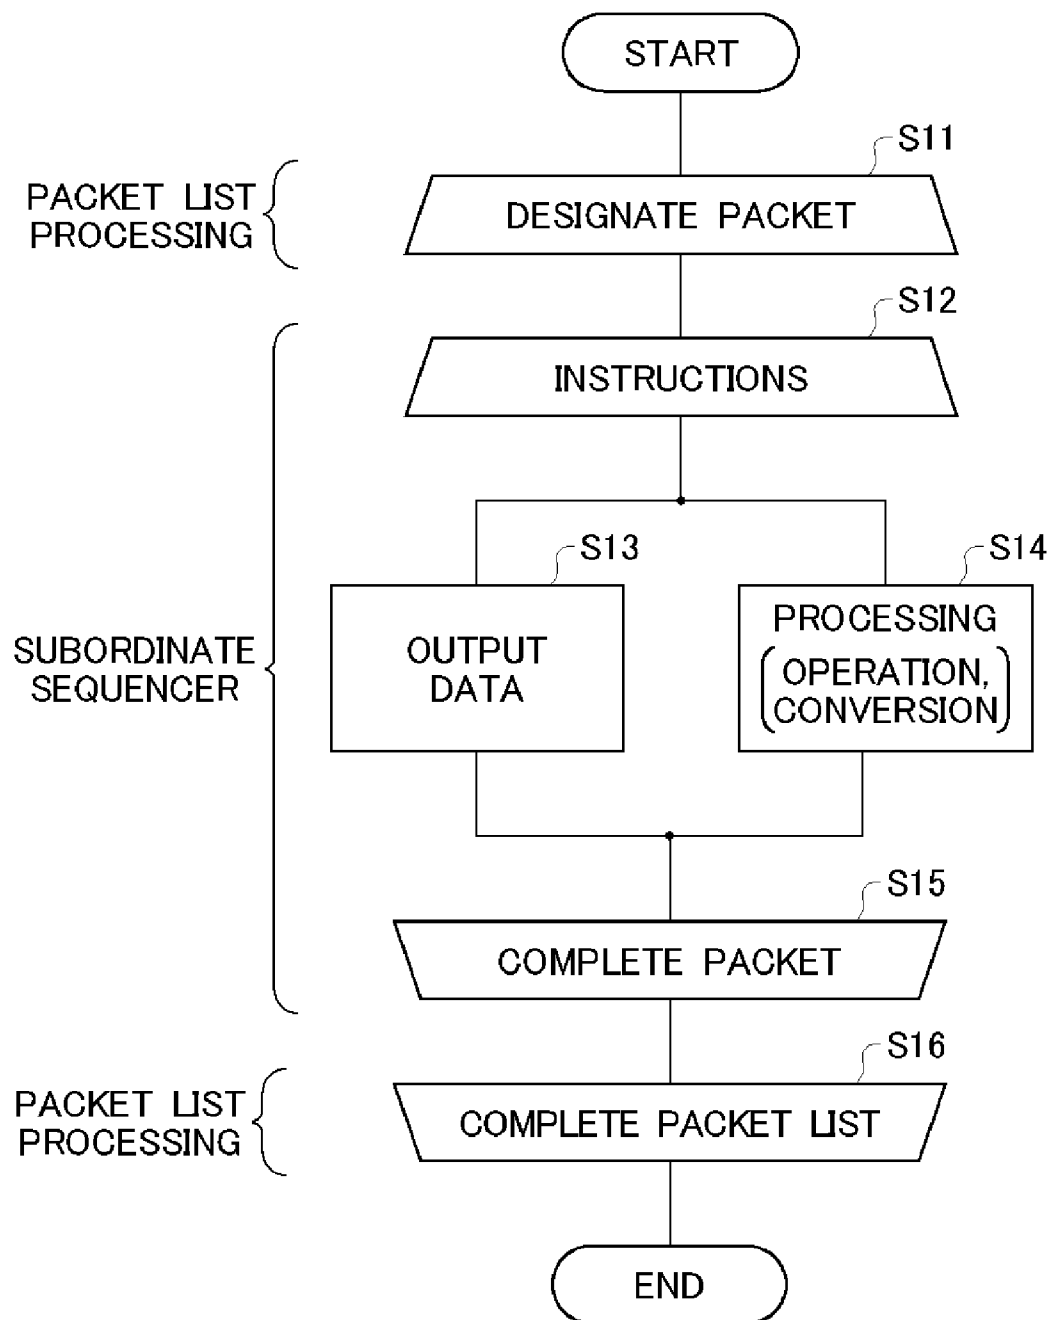 START
S11
PACKET LIST
PROCESSING
DESIGNATE PACKET
S12
INSTRUCTIONS
S13
S14
SUBORDINATE
SEQUENCER
OUTPUT
DATA
PROCESSING
(OPERATION,
CONVERSION)
S15
COMPLETE PACKET
S16
PACKET LIST
PROCESSING
COMPLETE PACKET LIST
END